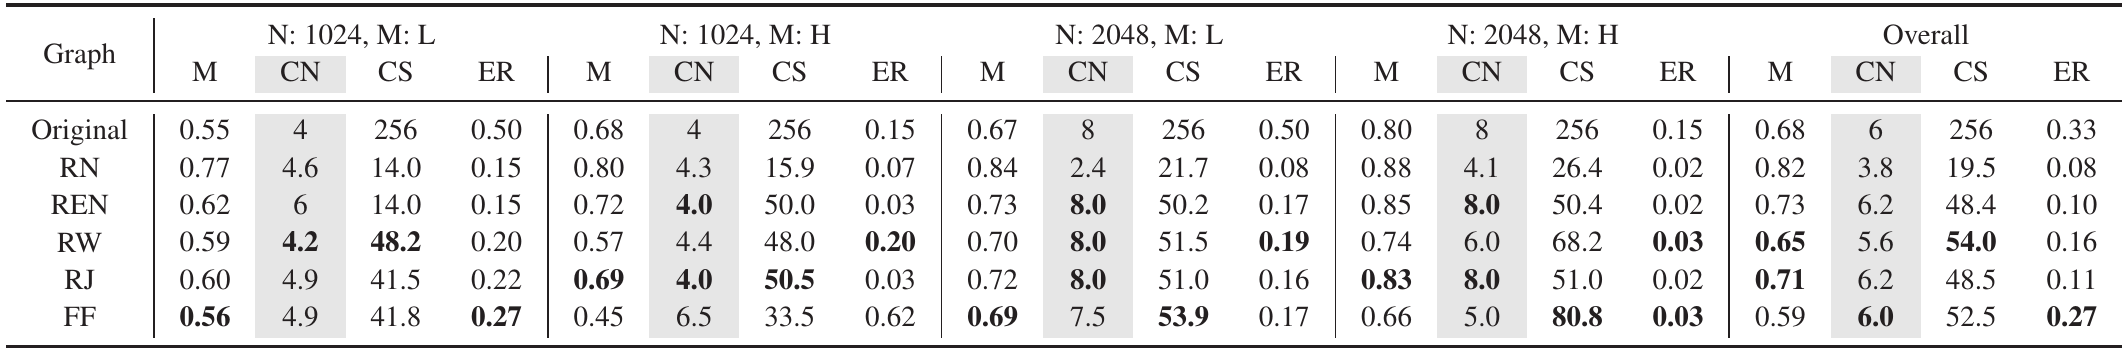 N: 1024, M: L N: 1024, M: H N: 2048, M: L N: 2048, M: H Overall
Graph
M CN CS ER M CN CS ER M CN CS ER M CN CS ER M CN CS ER
Original 0.55 4 256 0.50 0.68 4 256 0.15 0.67 8 256 0.50 0.80 8 256 0.15 0.68 6 256 0.33
RN 0.77 4.6 14.0 0.15 0.80 4.3 15.9 0.07 0.84 2.4 21.7 0.08 0.88 4.1 26.4 0.02 0.82 3.8 19.5 0.08
REN 0.62 6 14.0 0.15 0.72 4.0 50.0 0.03 0.73 8.0 50.2 0.17 0.85 8.0 50.4 0.02 0.73 6.2 48.4 0.10
RW 0.59 4.2 48.2 0.20 0.57 4.4 48.0 0.20 0.70 8.0 51.5 0.19 0.74 6.0 68.2 0.03 0.65 5.6 54.0 0.16
RJ 0.60 4.9 41.5 0.22 0.69 4.0 50.5 0.03 0.72 8.0 51.0 0.16 0.83 8.0 51.0 0.02 0.71 6.2 48.5 0.11
FF 0.56 4.9 41.8 0.27 0.45 6.5 33.5 0.62 0.69 7.5 53.9 0.17 0.66 5.0 80.8 0.03 0.59 6.0 52.5 0.27